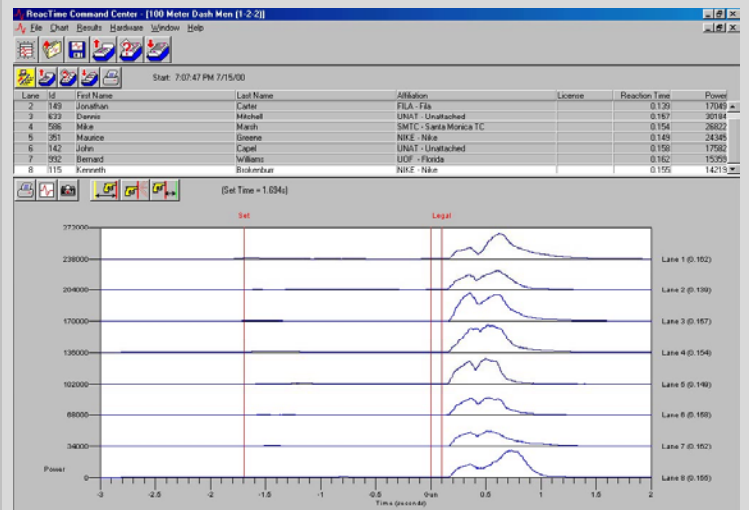 ReacTime Command Center - [100 Meter Dash Men (1-2-2)]
File Chart Results Hardware Window Help
Start: 7:07:47 PM 7/15/00
Lane Id First Name Last Name Affiliation License Reaction Time Power
2 149 Jonathan Carter FILA - Fila 0.139 17049
3 633 Dennis Mitchell UNAT - Unattached 0.167 30184
4 586 Mike Marsh SMTC - Santa Monica TC 0.154 26822
5 351 Maurice Greene NIKE - Nike 0.149 24345
6 142 John Capel UNAT - Unattached 0.158 17582
7 992 Bernard Williams UOF - Florida 0.162 15359
8 115 Kenneth Brokenburr NIKE - Nike 0.155 14219
(Set Time = 1.694s)
Set Legal
272000
238000 Lane 1 (0.162)
204000 Lane 2 (0.139)
170000 Lane 3 (0.167)
136000 Lane 4 (0.154)
102000 Lane 5 (0.149)
68000 Lane 6 (0.158)
34000 Lane 7 (0.162)
Power
0 Lane 8 (0.155)
-3 -2.5 -2 -1.5 -1 -0.5 Gun 0.5 1 1.5 2
Time (seconds)